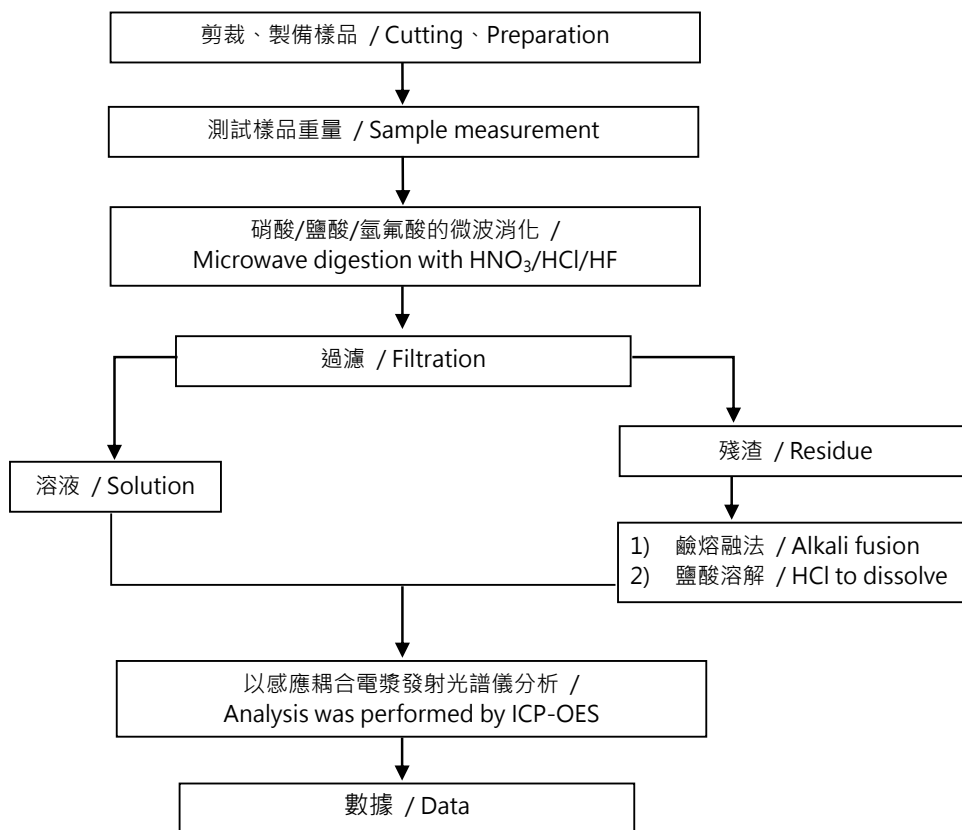 剪裁、製備樣品 / Cutting、Preparation
測試樣品重量 / Sample measurement
硝酸/鹽酸/氫氟酸的微波消化 /
Microwave digestion with HNO₃/HCl/HF
過濾 / Filtration
溶液 / Solution
殘渣 / Residue
1) 鹼熔融法 / Alkali fusion
2) 鹽酸溶解 / HCl to dissolve
以感應耦合電漿發射光譜儀分析 /
Analysis was performed by ICP-OES
數據 / Data